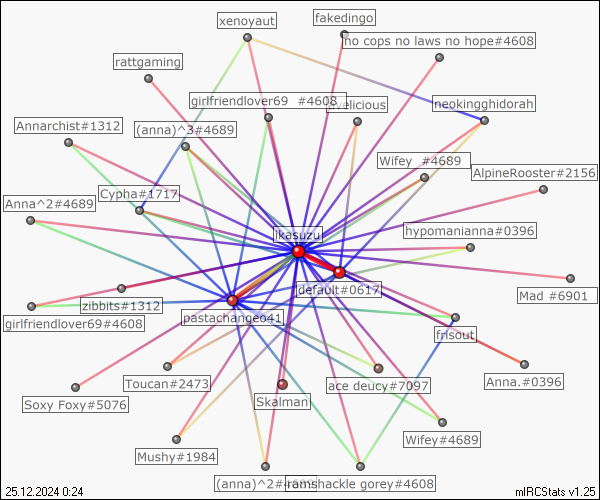 xenoyaut
fakedingo
no cops no laws no hope#4608
rattgaming
girlfriendlover69 #4608
neokingghidorah
Annarchist#1312
(anna)^3#4689
Wifey #4689
AlpineRooster#2156
Cypha#1717
Anna^2#4689
jkasuzu
hypomanianna#0396
default#0617
Mad #6901
zibbits#1312
girlfriendlover69#4608
pastachangeo41
frisout
Toucan#2473
ace deucy#7097
Anna.#0396
Skalman
Soxy Foxy#5076
Wifey#4689
Mushy#1984
(anna)^2#4689
ramshackle gorey#4608
25.12.2024 0:24
mIRCStats v1.25